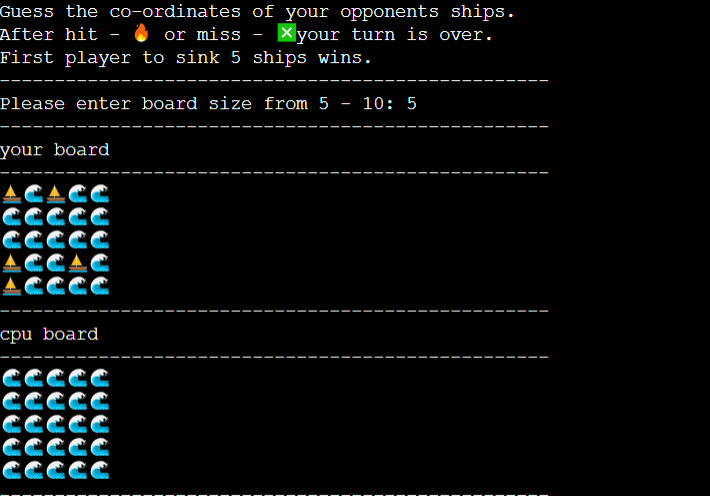 Guess the co-ordinates of your opponents ships.
After hit - 🔥 or miss - ❎your turn is over.
First player to sink 5 ships wins.
--------------------------------------------------
Please enter board size from 5 - 10: 5
--------------------------------------------------
your board
--------------------------------------------------
⛵🌊⛵🌊🌊
🌊🌊🌊🌊🌊
🌊🌊🌊🌊🌊
⛵🌊🌊⛵🌊
⛵🌊🌊🌊🌊
--------------------------------------------------
cpu board
--------------------------------------------------
🌊🌊🌊🌊🌊
🌊🌊🌊🌊🌊
🌊🌊🌊🌊🌊
🌊🌊🌊🌊🌊
🌊🌊🌊🌊🌊
--------------------------------------------------